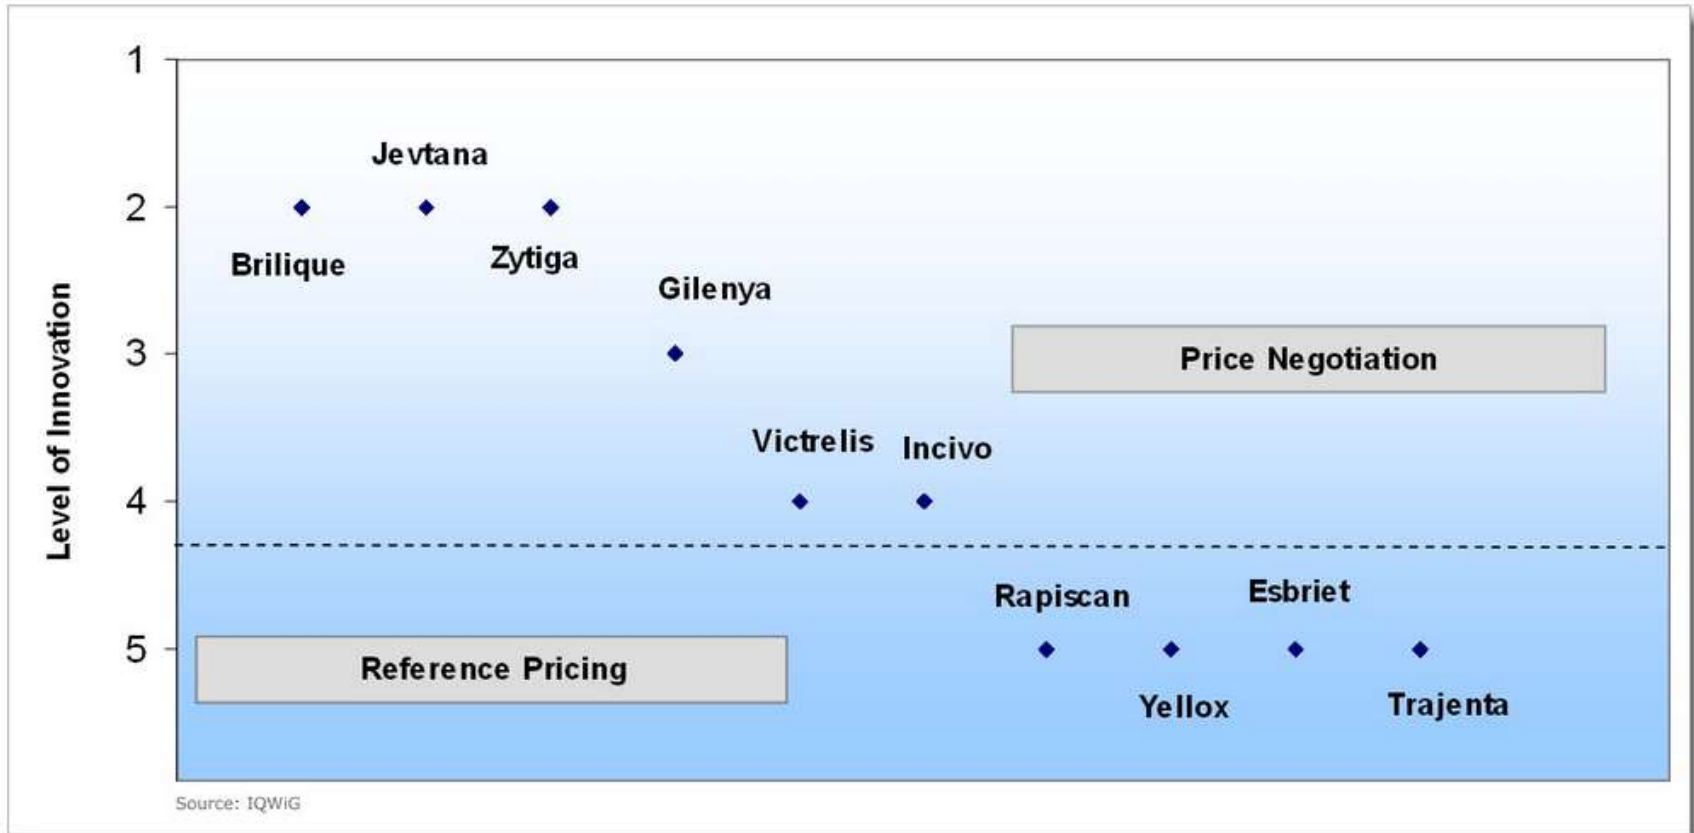 1
Jevtana
2
Brilique
Zytiga
Gilenya
Level of Innovation
3
Price Negotiation
Victrelis
Incivo
4
Rapiscan
Esbriet
5
Reference Pricing
Yellox
Trajenta
Source: IQWiG